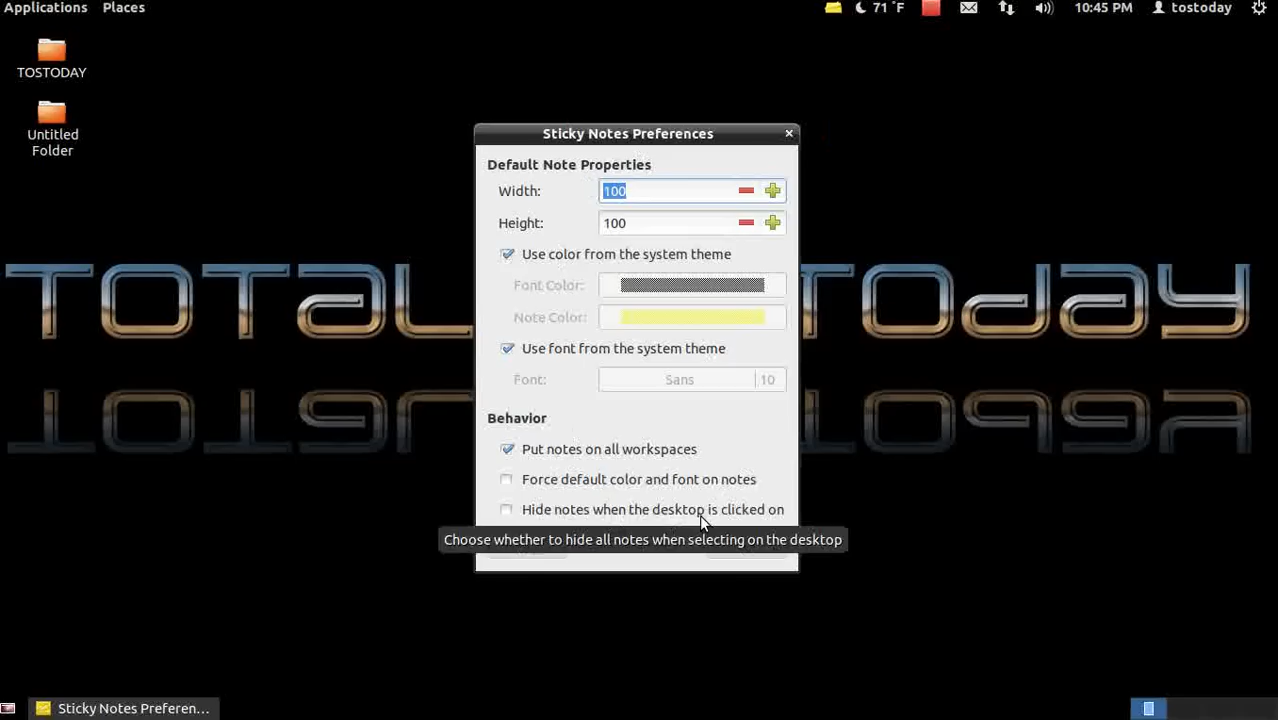 Applications Places 71 °F 10:45 PM tostoday
TOSTODAY
Untitled
Folder
Sticky Notes Preferences
Default Note Properties
Width: 100
Height: 100
Use color from the system theme
Font Color:
Note Color:
Use font from the system theme
Font: Sans 10
Behavior
Put notes on all workspaces
Force default color and font on notes
Hide notes when the desktop is clicked on
Choose whether to hide all notes when selecting on the desktop
Sticky Notes Preferen...